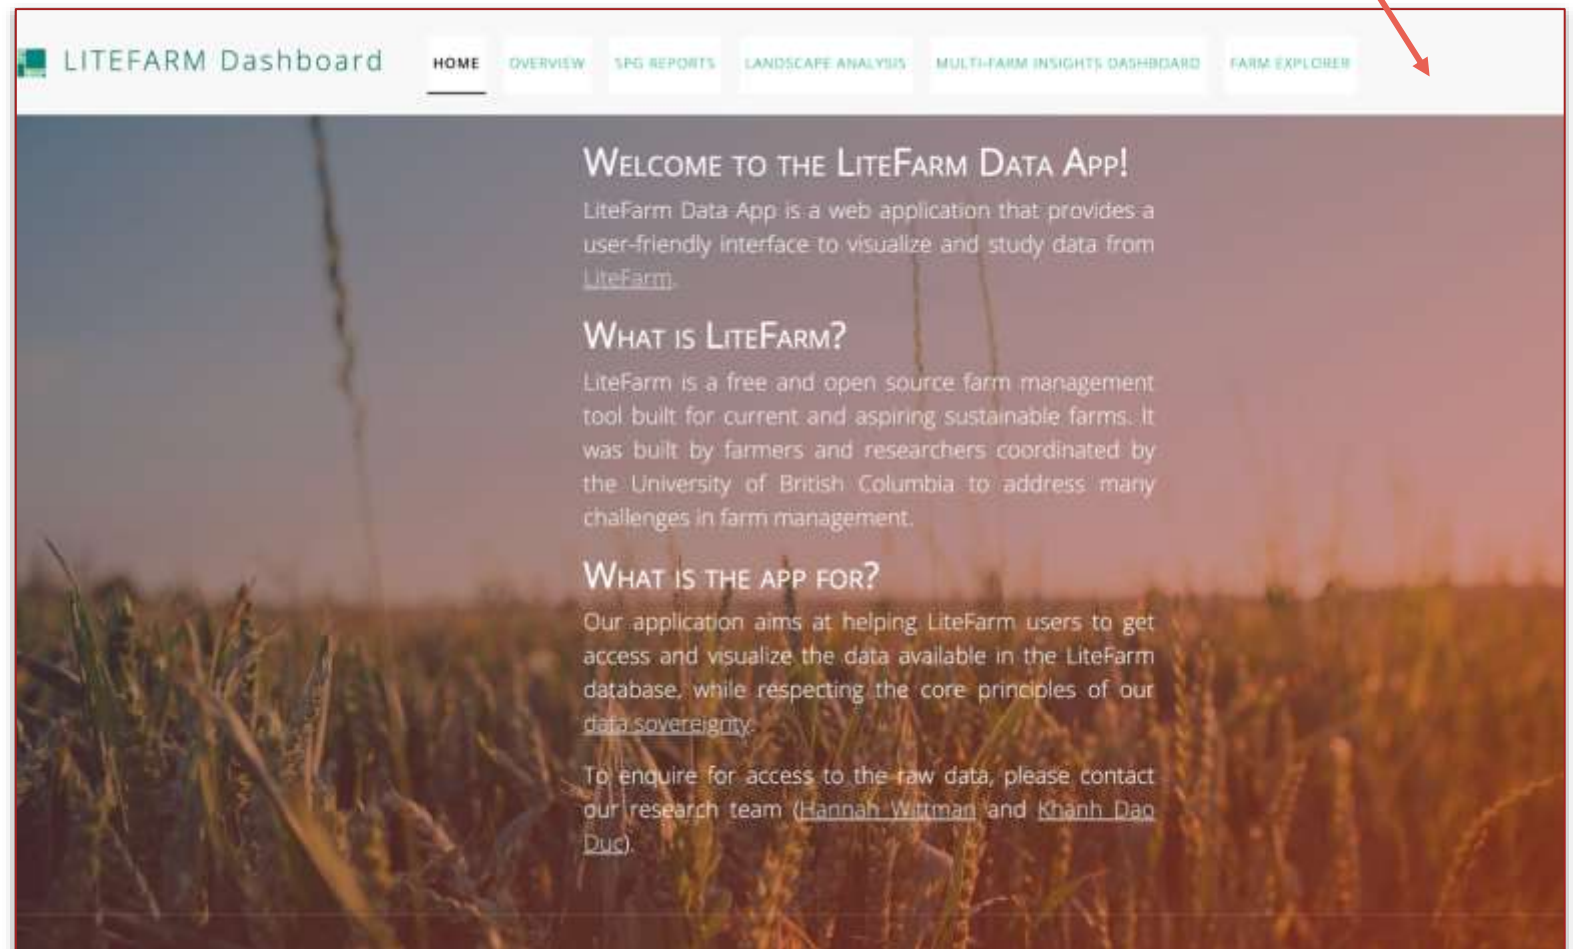 LITEFARM Dashboard
HOME OVERVIEW SPG REPORTS LANDSCAPE ANALYSIS MULTI-FARM INSIGHTS DASHBOARD FARM EXPLORER
WELCOME TO THE LITEFARM DATA APP!
LiteFarm Data App is a web application that provides a
user-friendly interface to visualize and study data from
LiteFarm.
WHAT IS LITEFARM?
LiteFarm is a free and open source farm management
tool built for current and aspiring sustainable farms. It
was built by farmers and researchers coordinated by
the University of British Columbia to address many
challenges in farm management.
WHAT IS THE APP FOR?
Our application aims at helping LiteFarm users to get
access and visualize the data available in the LiteFarm
database, while respecting the core principles of our
data sovereignty.
To enquire for access to the raw data, please contact
our research team (Hannah Wittman and Khanh Dao
Duc).